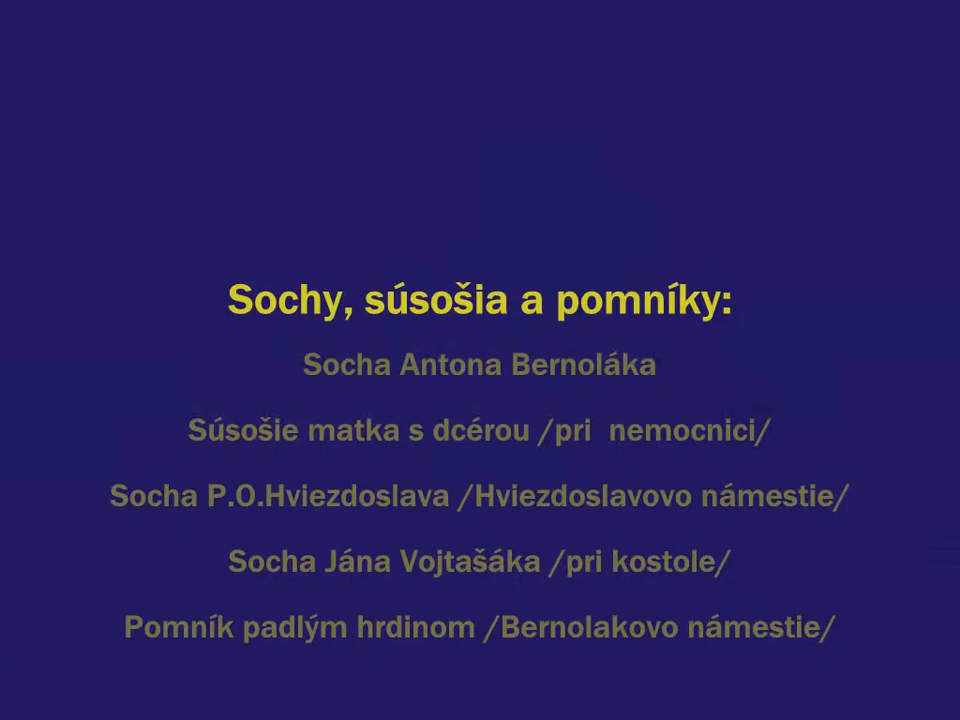 Sochy, súsošia a pomníky:
Socha Antona Bernoláka
Súsošie matka s dcérou /pri nemocnici/
Socha P.O.Hviezdoslava /Hviezdoslavovo námestie/
Socha Jána Vojtašáka /pri kostole/
Pomník padlým hrdinom /Bernolakovo námestie/